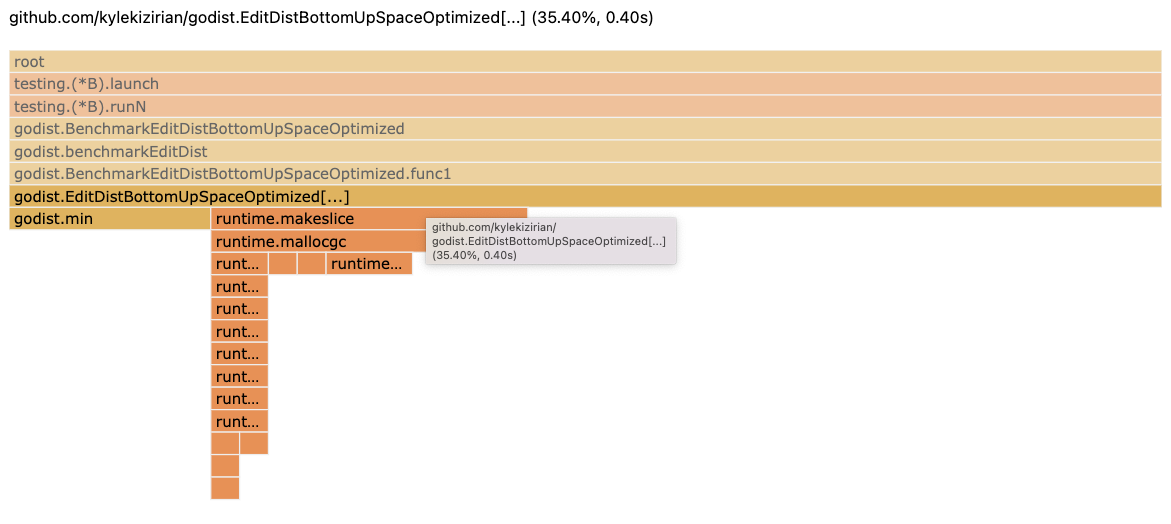 github.com/kylekizirian/godist.EditDistBottomUpSpaceOptimized[...] (35.40%, 0.40s)
root
testing.(*B).launch
testing.(*B).runN
godist.BenchmarkEditDistBottomUpSpaceOptimized
godist.benchmarkEditDist
godist.BenchmarkEditDistBottomUpSpaceOptimized.func1
godist.EditDistBottomUpSpaceOptimized[...]
godist.min runtime.makeslice
runtime.mallocgc
github.com/kylekizirian/
godist.EditDistBottomUpSpaceOptimized[...]
(35.40%, 0.40s)
runt... runtime...
runt...
runt...
runt...
runt...
runt...
runt...
runt...